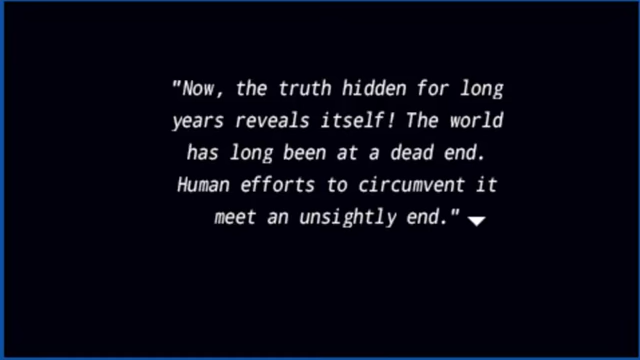 "Now, the truth hidden for long
years reveals itself! The world
has long been at a dead end.
Human efforts to circumvent it
meet an unsightly end."